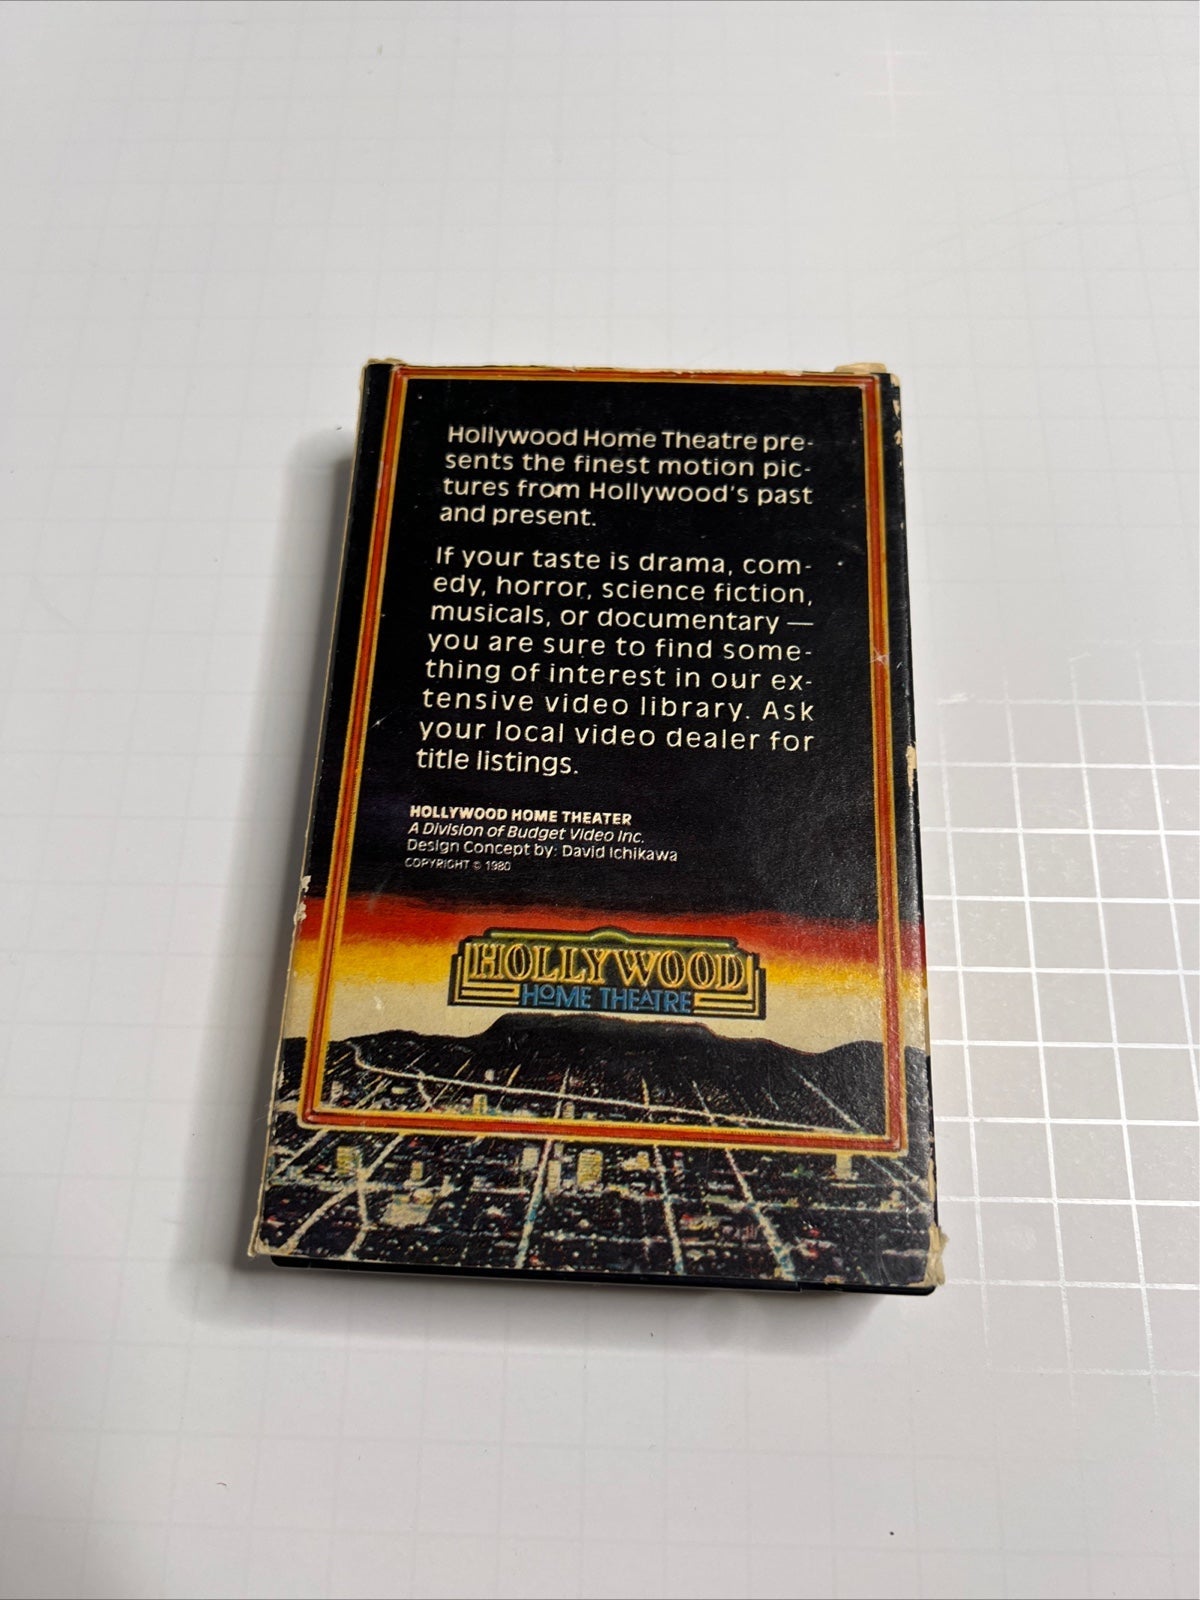 Hollywood Home Theatre pre-
sents the finest motion pic-
tures from Hollywood's past
and present.
If your taste is drama, com-
edy, horror, science fiction,
musicals, or documentary —
you are sure to find some-
thing of interest in our ex-
tensive video library. Ask
your local video dealer for
title listings.
HOLLYWOOD HOME THEATER
A Division of Budget Video Inc.
Design Concept by: David Ichikawa
COPYRIGHT © 1980
HOLLYWOOD
HOME THEATRE